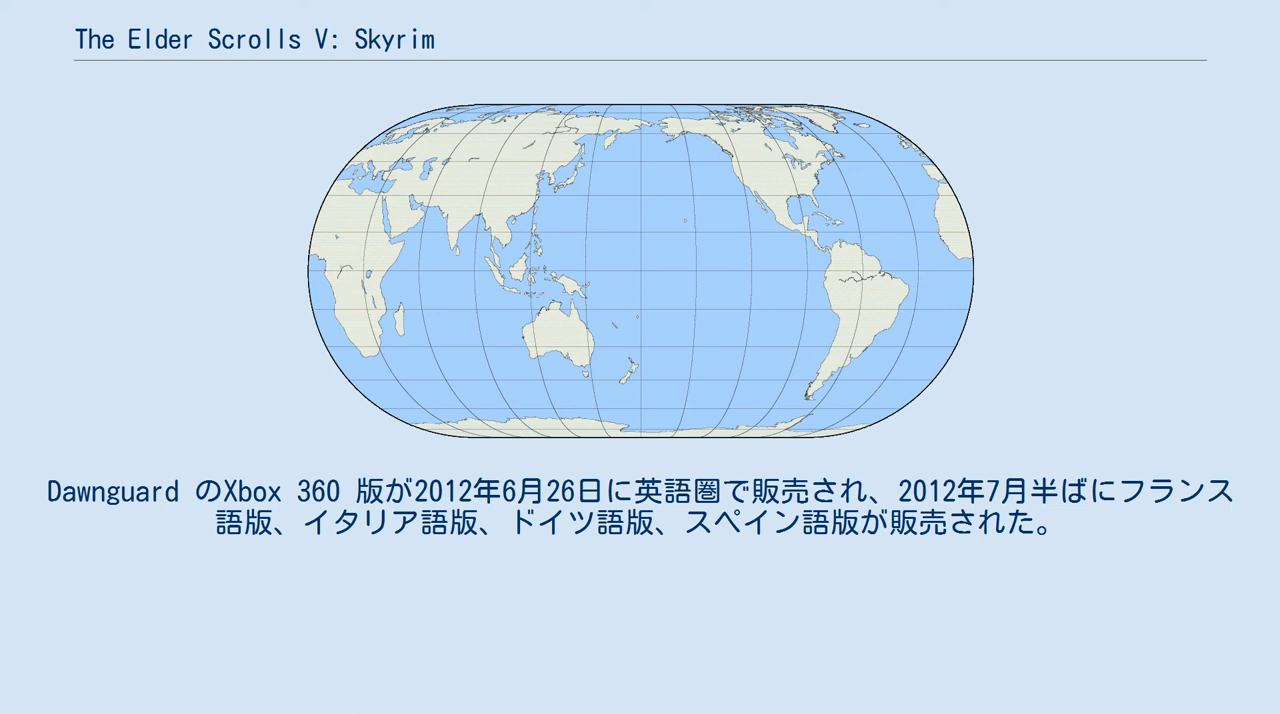 The Elder Scrolls V: Skyrim
Dawnguard のXbox 360 版が2012年6月26日に英語圏で販売され、2012年7月半ばにフランス
語版、イタリア語版、ドイツ語版、スペイン語版が販売された。